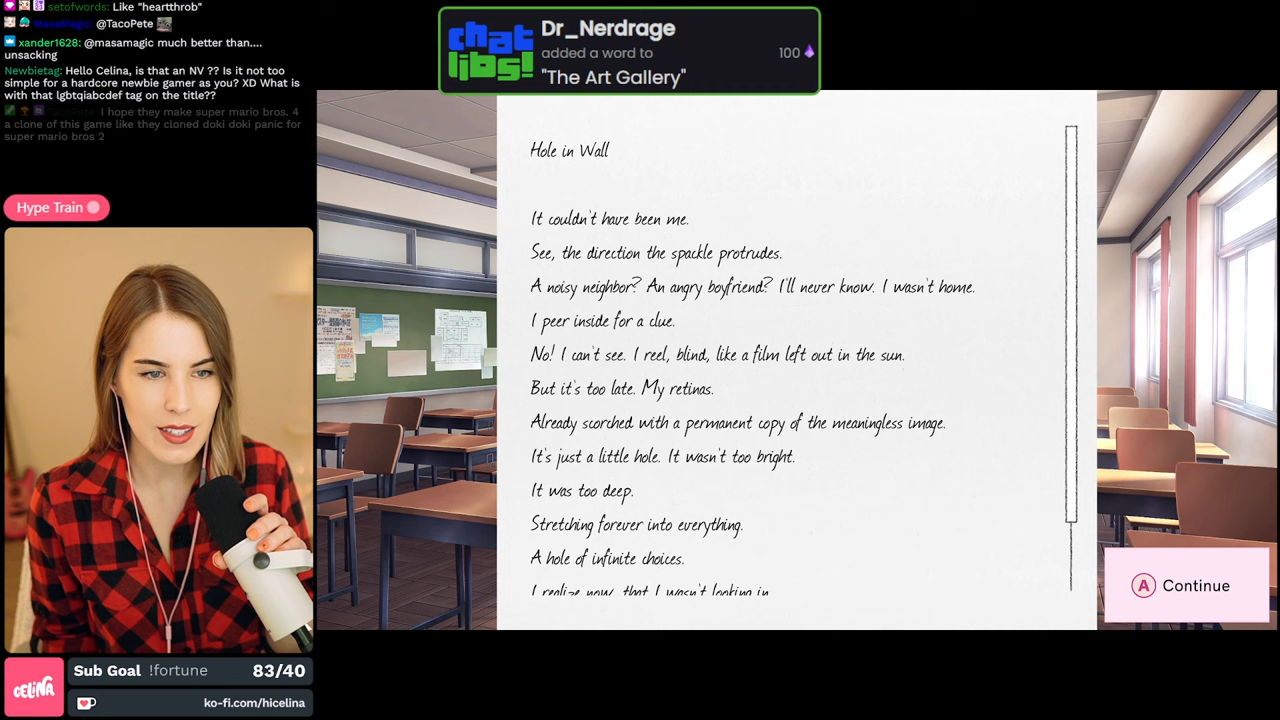 setofwords: Like "heartthrob"
MasaMagic: @TacoPete
xander1628: @masamagic much better than....
unsacking
Newbietag: Hello Celina, is that an NV ?? Is it not too
simple for a hardcore newbie gamer as you? XD What is
with that lgbtqiabcdef tag on the title??
I hope they make super mario bros. 4
a clone of this game like they cloned doki doki panic for
super mario bros 2
Hype Train
chat
libs!
Dr_Nerdrage
added a word to
100
"The Art Gallery"
Hole in Wall
It couldn't have been me.
See, the direction the spackle protrudes.
A noisy neighbor? An angry boyfriend? I'll never know. I wasn't home.
I peer inside for a clue.
No! I can't see. I reel, blind, like a film left out in the sun.
But it's too late. My retinas.
Already scorched with a permanent copy of the meaningless image.
It's just a little hole. It wasn't too bright.
It was too deep.
Stretching forever into everything.
A hole of infinite choices.
I realize now, that I wasn't looking in
A Continue
CELINA
Sub Goal !fortune 83/40
ko-fi.com/hicelina